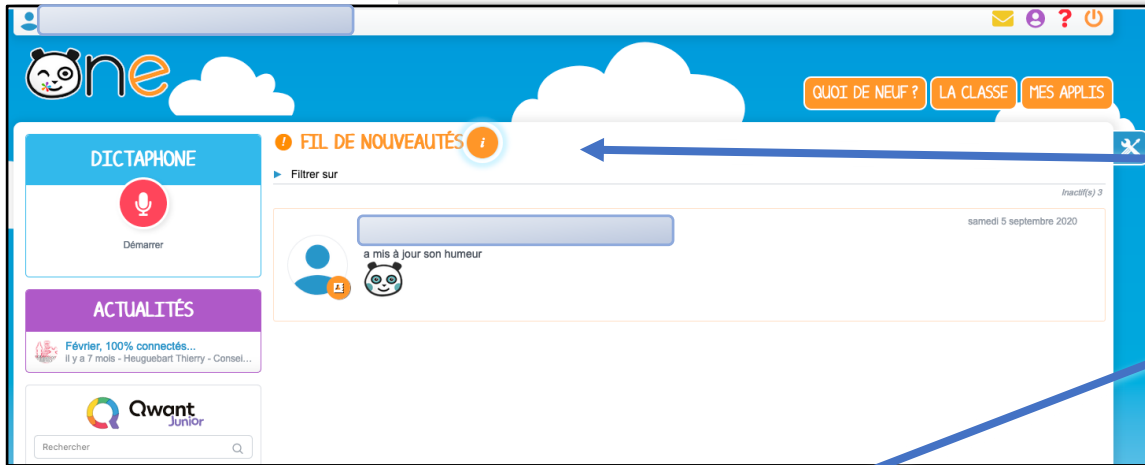 One
QUOI DE NEUF ?
LA CLASSE
MES APPLIS
DICTAPHONE
Démarrer
ACTUALITÉS
Février, 100% connectés...
il y a 7 mois - Heuguebart Thierry - Consei...
Qwant
Junior
Rechercher
! FIL DE NOUVEAUTÉS i
Filtrer sur
Inactif(s) 3
samedi 5 septembre 2020
a mis à jour son humeur